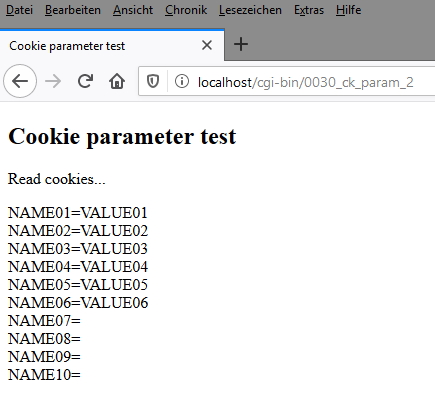 Datei Bearbeiten Ansicht Chronik Lesezeichen Extras Hilfe
Cookie parameter test
localhost/cgi-bin/0030_ck_param_2
Cookie parameter test
Read cookies...
NAME01=VALUE01
NAME02=VALUE02
NAME03=VALUE03
NAME04=VALUE04
NAME05=VALUE05
NAME06=VALUE06
NAME07=
NAME08=
NAME09=
NAME10=